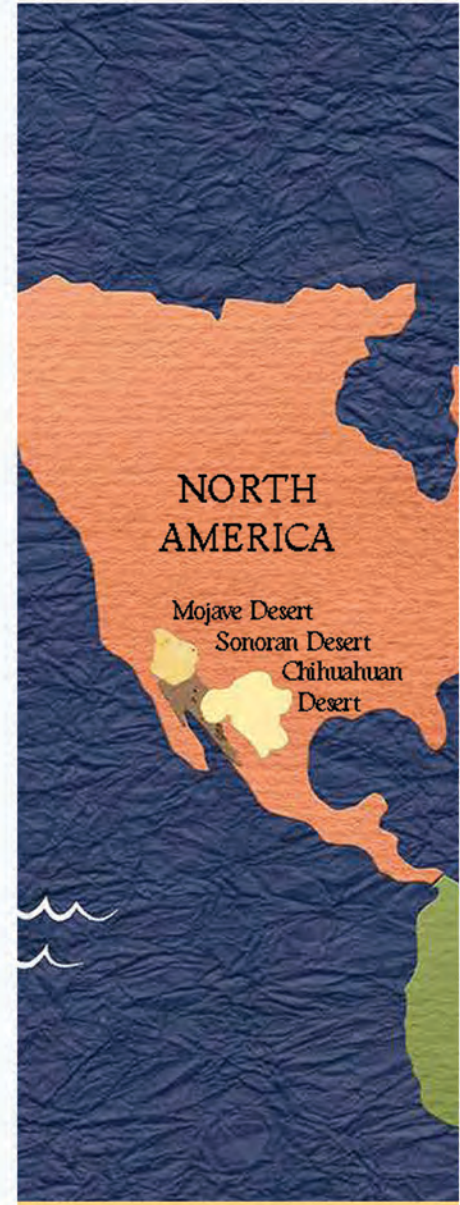 NORTH
AMERICA
Mojave Desert
Sonoran Desert
Chihuahuan
Desert